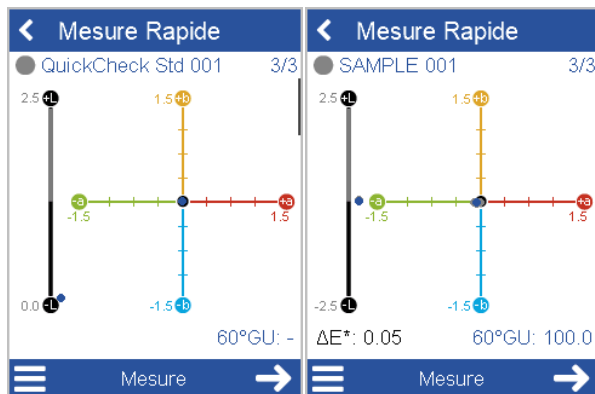 Mesure Rapide
QuickCheck Std 001 3/3
2.5 +L 1.5 +b
-a +a
-1.5 1.5
0.0 -L -1.5 -b
60°GU: -
Mesure
Mesure Rapide
SAMPLE 001 3/3
2.5 +L 1.5 +b
-a +a
-1.5 1.5
-2.5 -L -1.5 -b
ΔE*: 0.05 60°GU: 100.0
Mesure